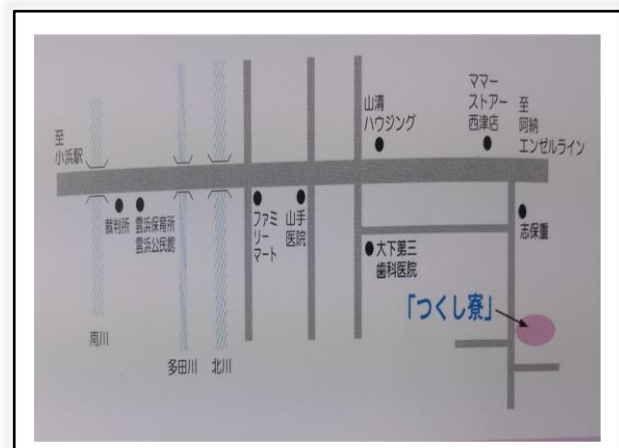 至
小浜駅
裁判所
雲浜保育所
雲浜公民館
南川
多田川
北川
ファミ
リー
マート
山手
医院
山清
ハウジング
ママー
ストアー
西津店
至
阿納
エンゼルライン
大下第三
歯科医院
志保重
「つくし寮」